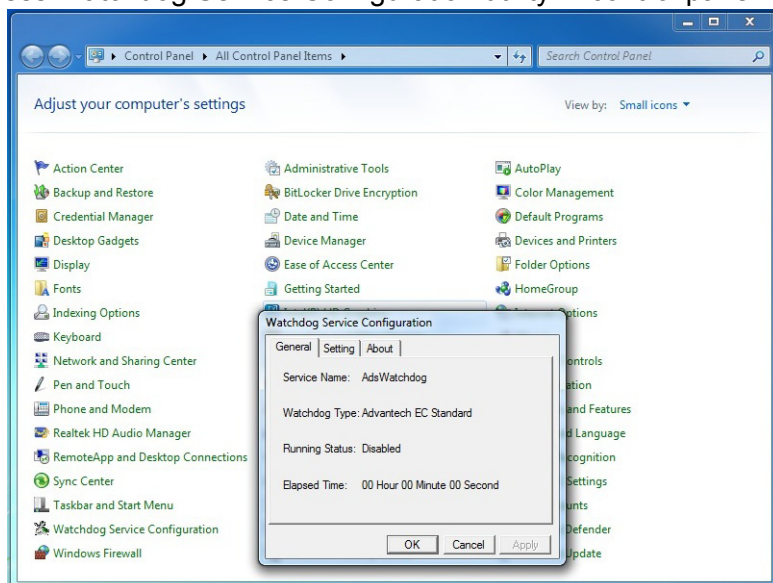 Control Panel ▸ All Control Panel Items ▸
Search Control Panel
Adjust your computer's settings
View by: Small icons
Action Center
Administrative Tools
AutoPlay
Backup and Restore
BitLocker Drive Encryption
Color Management
Credential Manager
Date and Time
Default Programs
Desktop Gadgets
Device Manager
Devices and Printers
Display
Ease of Access Center
Folder Options
Fonts
Getting Started
HomeGroup
Indexing Options
Options
Keyboard
Network and Sharing Center
Pen and Touch
Phone and Modem
and Features
Realtek HD Audio Manager
Language
RemoteApp and Desktop Connections
Sync Center
Settings
Taskbar and Start Menu
Watchdog Service Configuration
Defender
Windows Firewall
Update
Watchdog Service Configuration
General Setting About
Service Name: AdsWatchdog
Watchdog Type: Advantech EC Standard
Running Status: Disabled
Elapsed Time: 00 Hour 00 Minute 00 Second
OK Cancel Apply